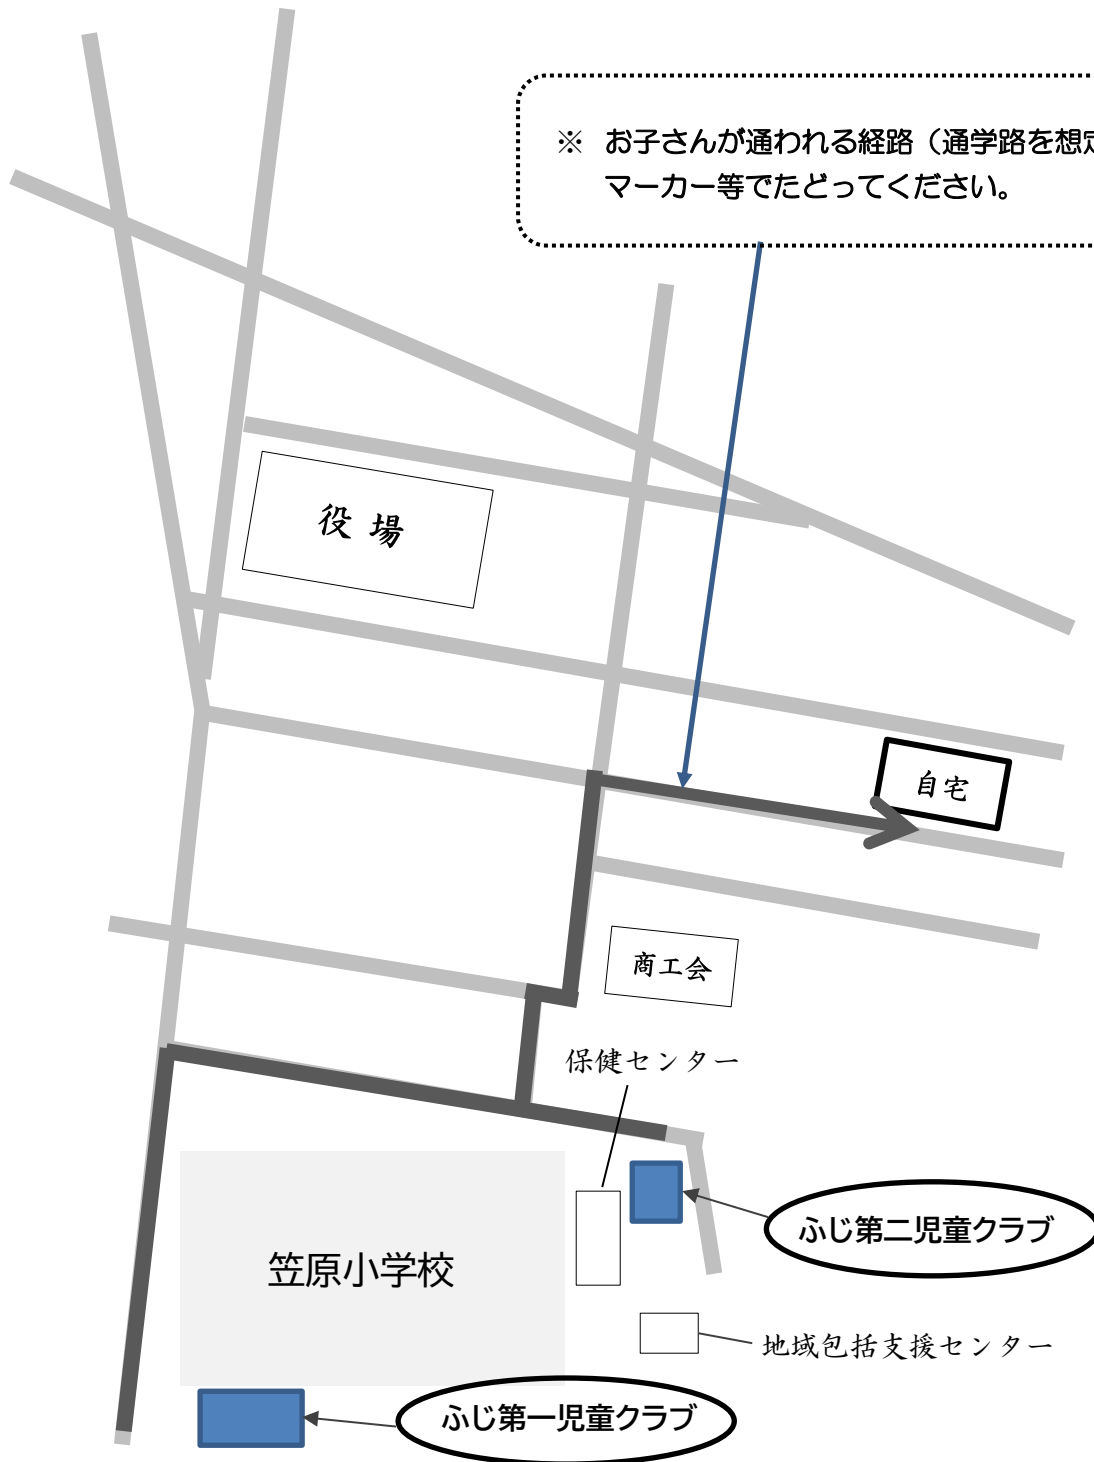 ※ お子さんが通われる経路（通学路を想定
マーカー等でたどってください。
役 場
自宅
商工会
保健センター
ふじ第二児童クラブ
笠原小学校
地域包括支援センター
ふじ第一児童クラブ